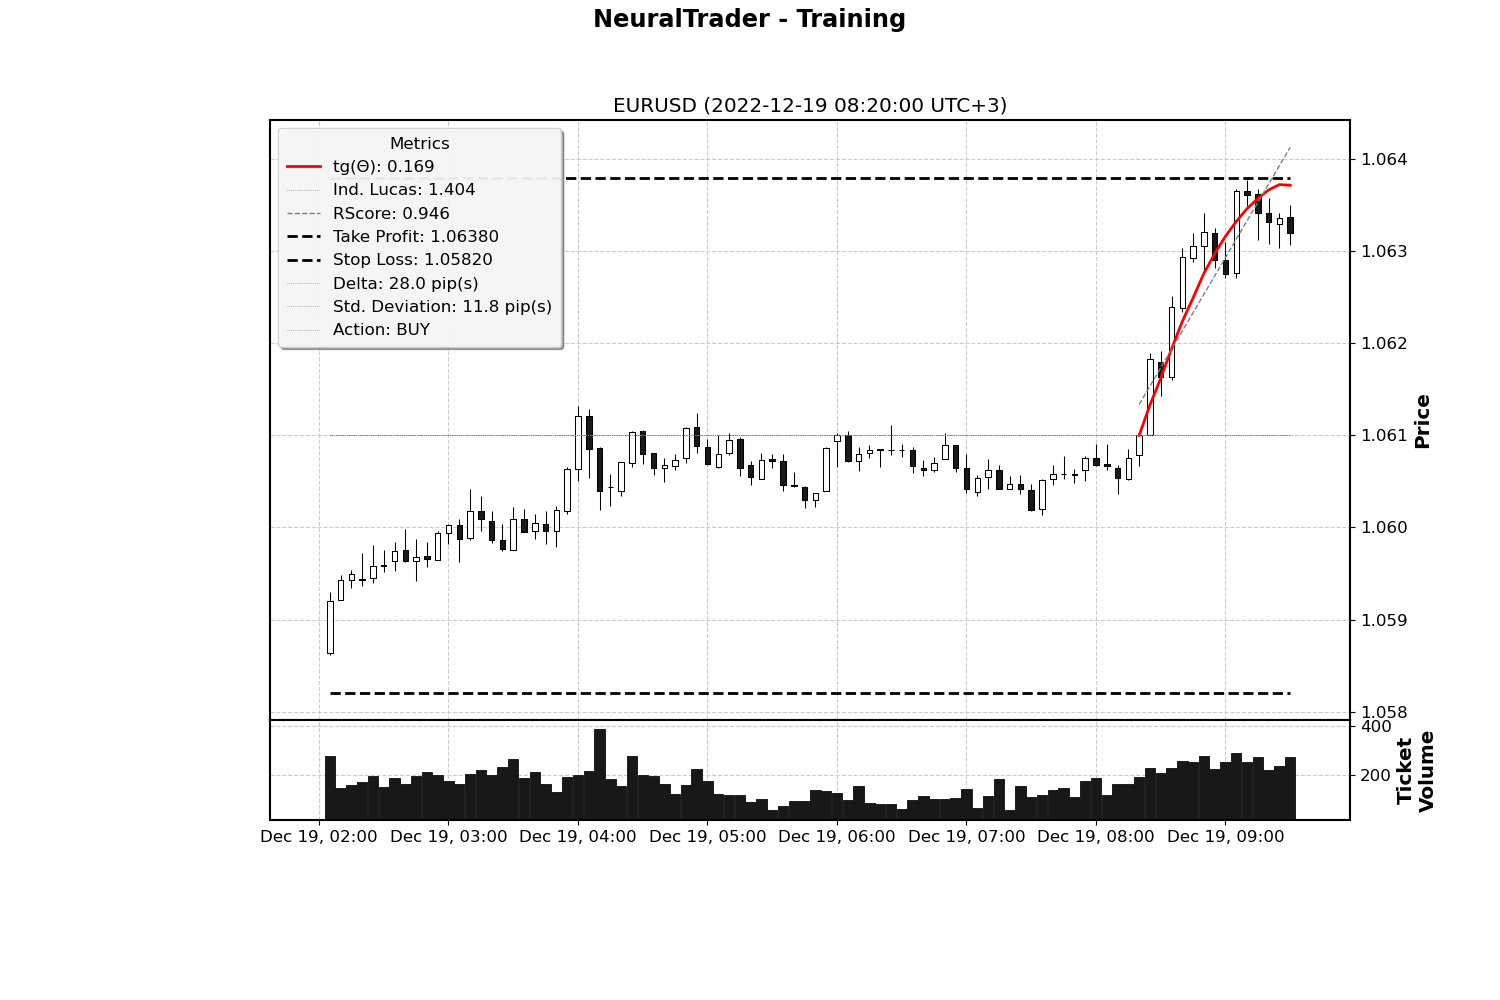 NeuralTrader - Training
EURUSD (2022-12-19 08:20:00 UTC+3)
Metrics
tg(Θ): 0.169
Ind. Lucas: 1.404
RScore: 0.946
Take Profit: 1.06380
Stop Loss: 1.05820
Delta: 28.0 pip(s)
Std. Deviation: 11.8 pip(s)
Action: BUY
1.064
1.063
1.062
1.061
1.060
1.059
1.058
Price
400
200
Ticket
Volume
Dec 19, 02:00 Dec 19, 03:00 Dec 19, 04:00 Dec 19, 05:00 Dec 19, 06:00 Dec 19, 07:00 Dec 19, 08:00 Dec 19, 09:00